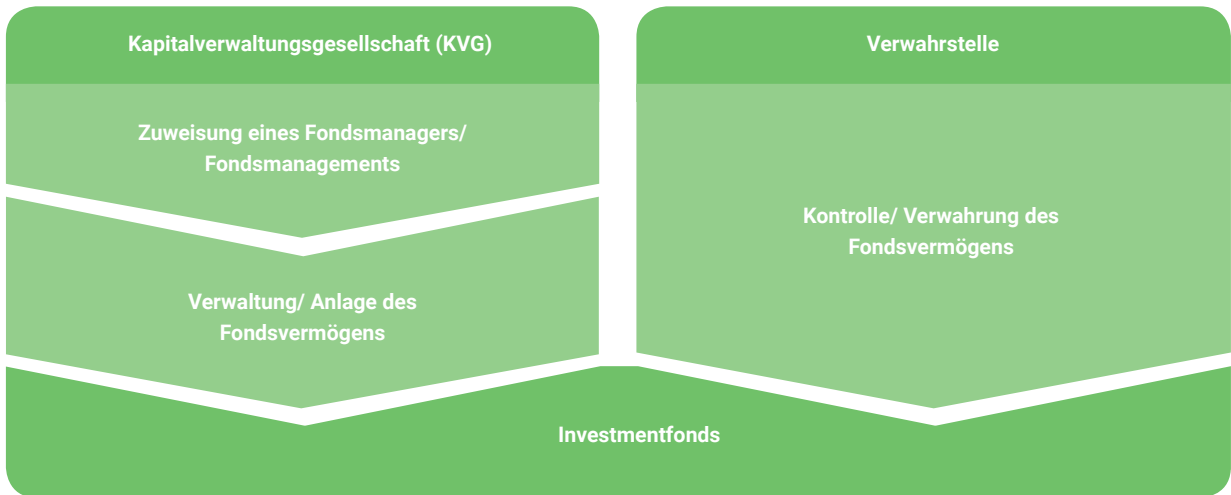 Kapitalverwaltungsgesellschaft (KVG)
Zuweisung eines Fondsmanagers/
Fondsmanagements
Verwaltung/ Anlage des
Fondsvermögens
Verwahrstelle
Kontrolle/ Verwahrung des
Fondsvermögens
Investmentfonds